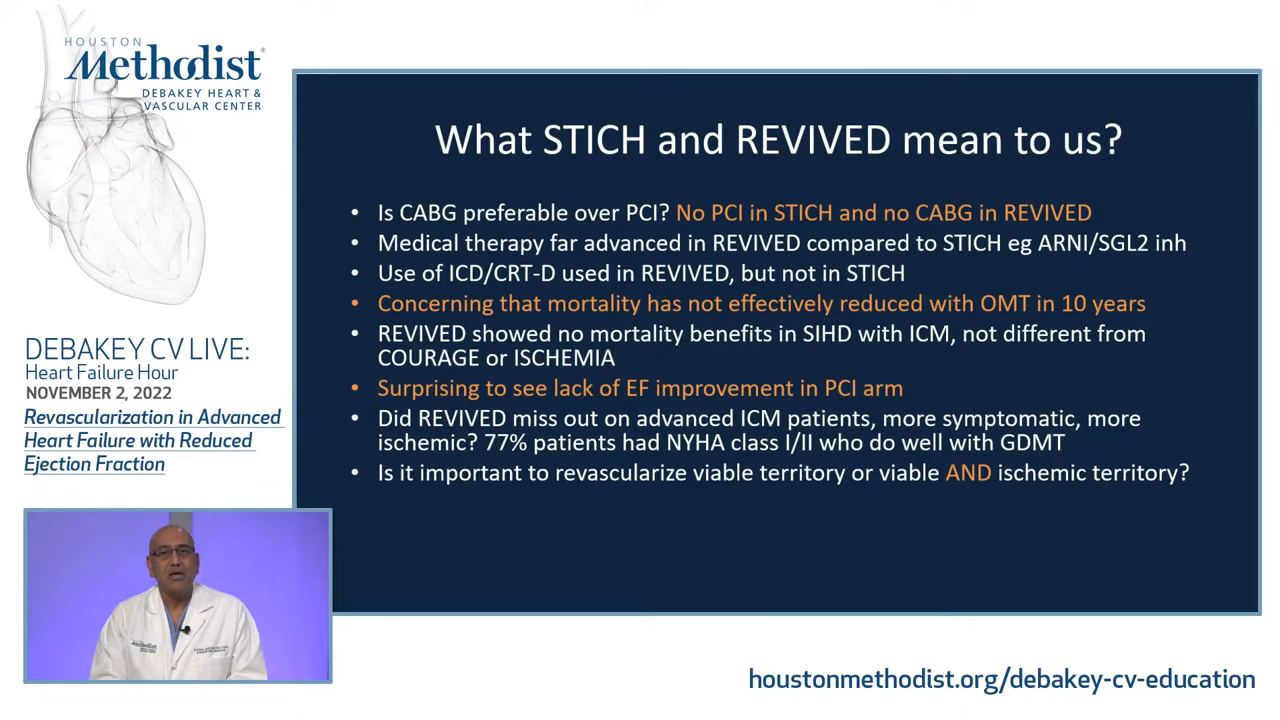 HOUSTON
Methodist
DEBAKEY HEART &
VASCULAR CENTER
DEBAKEY CV LIVE:
Heart Failure Hour
NOVEMBER 2, 2022
Revascularization in Advanced
Heart Failure with Reduced
Ejection Fraction
What STICH and REVIVED mean to us?
• Is CABG preferable over PCI? No PCI in STICH and no CABG in REVIVED
• Medical therapy far advanced in REVIVED compared to STICH eg ARNI/SGL2 inh
• Use of ICD/CRT-D used in REVIVED, but not in STICH
• Concerning that mortality has not effectively reduced with OMT in 10 years
• REVIVED showed no mortality benefits in SIHD with ICM, not different from
COURAGE or ISCHEMIA
• Surprising to see lack of EF improvement in PCI arm
• Did REVIVED miss out on advanced ICM patients, more symptomatic, more
ischemic? 77% patients had NYHA class I/II who do well with GDMT
• Is it important to revascularize viable territory or viable AND ischemic territory?
Methodist
houstonmethodist.org/debakey-cv-education